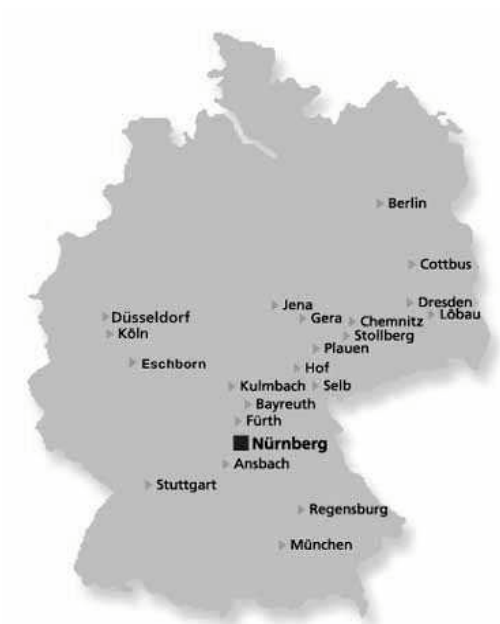 Berlin
Cottbus
Dresden
Löbau
Jena
Gera
Chemnitz
Stollberg
Plauen
Düsseldorf
Köln
Eschborn
Hof
Kulmbach
Selb
Bayreuth
Fürth
Nürnberg
Ansbach
Stuttgart
Regensburg
München